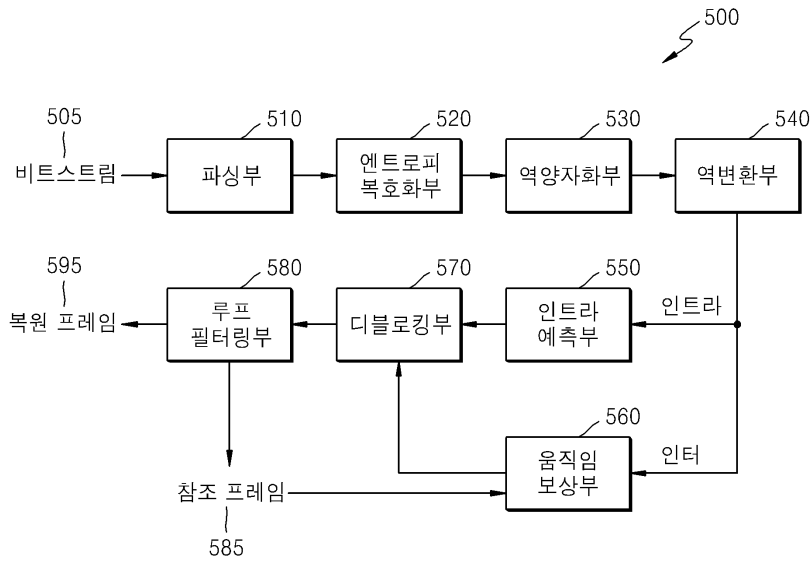 500
505
510
520
530
540
비트스트림
파싱부
엔트로피
복호화부
역양자화부
역변환부
595
580
570
550
복원 프레임
루프
필터링부
디블로킹부
인트라
예측부
인트라
560
움직임
보상부
인터
참조 프레임
585